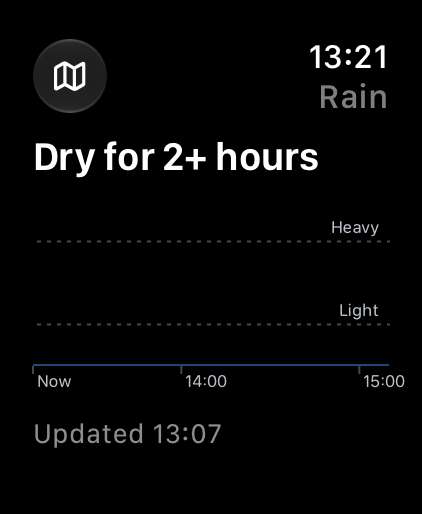 13:21
Rain
Dry for 2+ hours
Heavy
Light
Now 14:00 15:00
Updated 13:07